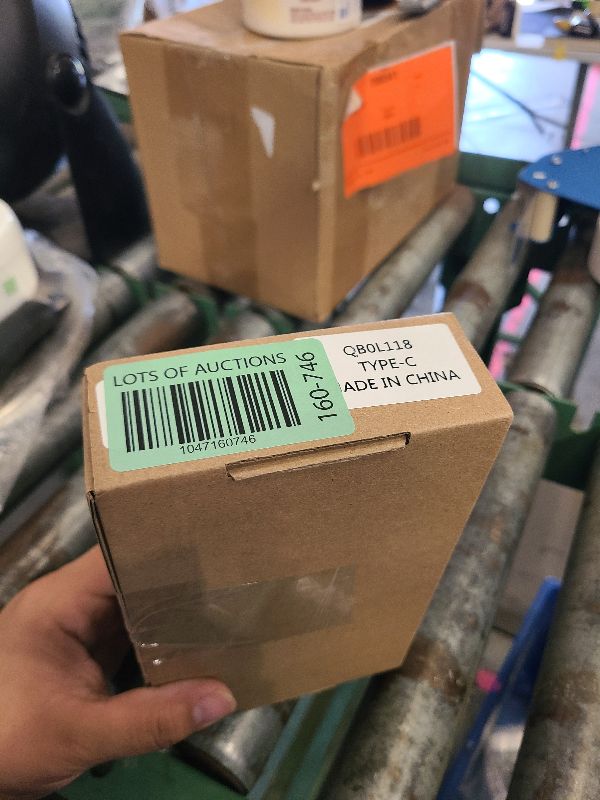 LOTS OF AUCTIONS
1047160746
160-746
QB0L118
TYPE-C
ADE IN CHINA